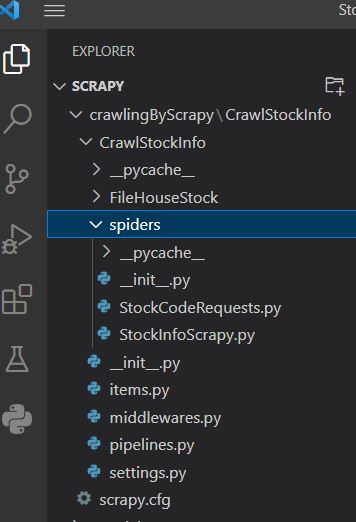 Sto
EXPLORER
SCRAPY
crawlingByScrapy\CrawlStockInfo
CrawlStockInfo
__pycache__
FileHouseStock
spiders
__pycache__
__init__.py
StockCodeRequests.py
StockInfoScrapy.py
__init__.py
items.py
middlewares.py
pipelines.py
settings.py
scrapy.cfg